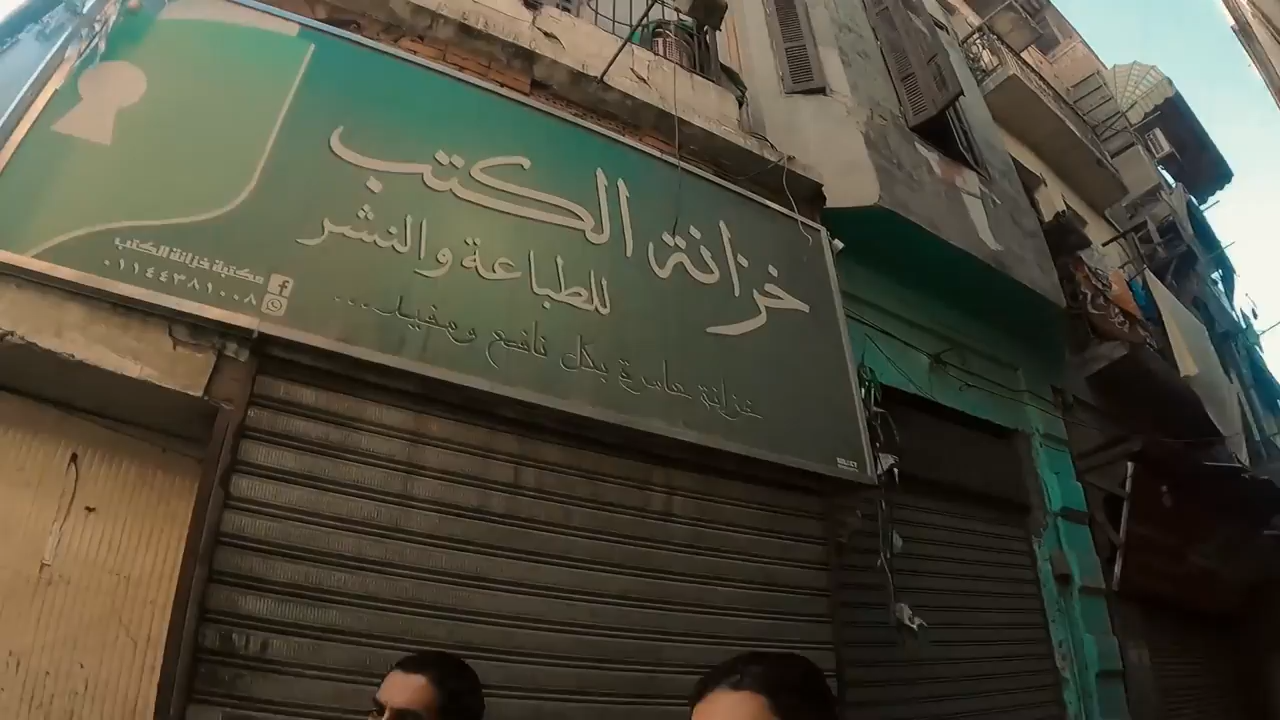 خزانة الكتب
للطباعة والنشر
خزانة عامرة بكل نافع ومفيد...
مكتبة خزانة الكتب
٠١١٤٤٣٨١٠٠٨